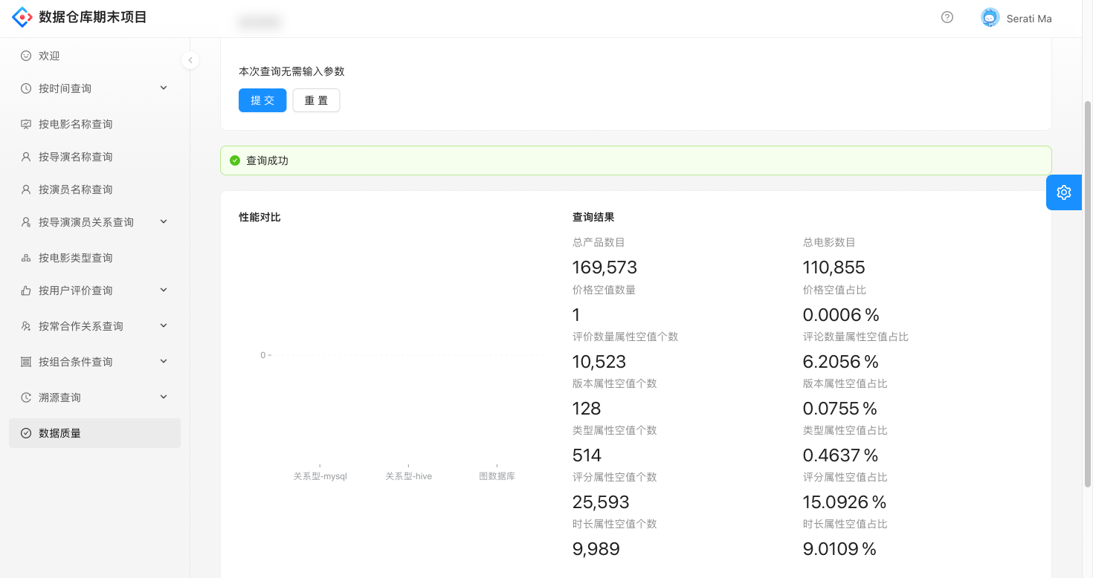 数据仓库期末项目
Serati Ma
欢迎
按时间查询
按电影名称查询
按导演名称查询
按演员名称查询
按导演演员关系查询
按电影类型查询
按用户评价查询
按常合作关系查询
按组合条件查询
溯源查询
数据质量
本次查询无需输入参数
提 交 重 置
查询成功
性能对比
0
关系型-mysql 关系型-hive 图数据库
查询结果
总产品数目 总电影数目
169,573 110,855
价格空值数量 价格空值占比
1 0.0006 %
评价数量属性空值个数 评论数量属性空值占比
10,523 6.2056 %
版本属性空值个数 版本属性空值占比
128 0.0755 %
类型属性空值个数 类型属性空值占比
514 0.4637 %
评分属性空值个数 评分属性空值占比
25,593 15.0926 %
时长属性空值个数 时长属性空值占比
9,989 9.0109 %